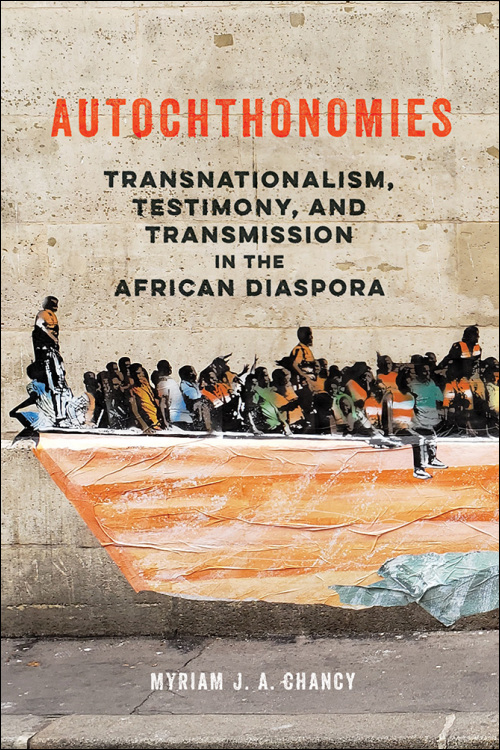 AUTOCHTHONOMIES
TRANSNATIONALISM,
TESTIMONY, AND
TRANSMISSION
IN THE
AFRICAN DIASPORA
MYRIAM J. A. CHANCY